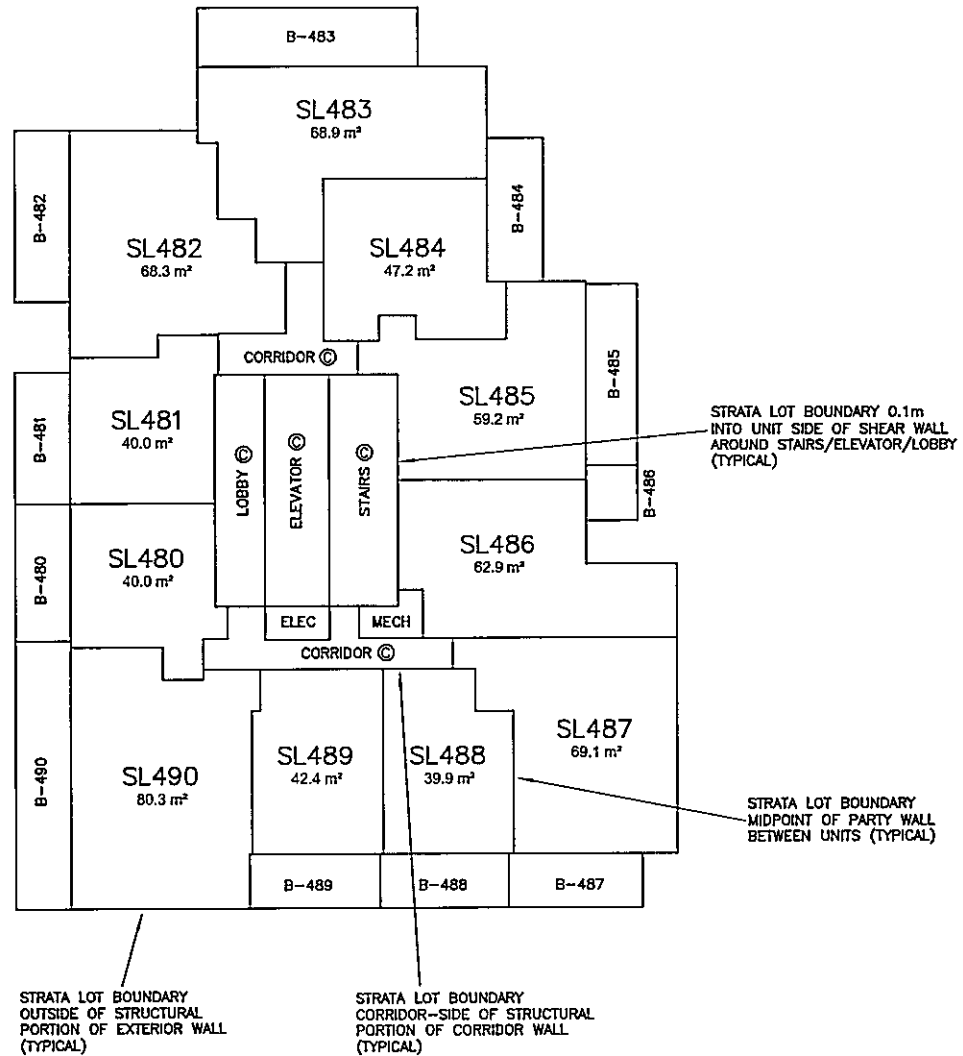 B-483
SL483
68.9 m²
B-482
B-484
SL482
68.3 m²
SL484
47.2 m²
CORRIDOR Ⓒ
B-481
SL481
40.0 m²
SL485
59.2 m²
B-485
STRATA LOT BOUNDARY 0.1m
INTO UNIT SIDE OF SHEAR WALL
AROUND STAIRS/ELEVATOR/LOBBY
(TYPICAL)
LOBBY Ⓒ
ELEVATOR Ⓒ
STAIRS Ⓒ
B-486
B-480
SL480
40.0 m²
SL486
62.9 m²
ELEC
MECH
CORRIDOR Ⓒ
B-490
SL490
80.3 m²
SL489
42.4 m²
SL488
39.9 m²
SL487
69.1 m²
STRATA LOT BOUNDARY
MIDPOINT OF PARTY WALL
BETWEEN UNITS (TYPICAL)
B-489
B-488
B-487
STRATA LOT BOUNDARY
OUTSIDE OF STRUCTURAL
PORTION OF EXTERIOR WALL
(TYPICAL)
STRATA LOT BOUNDARY
CORRIDOR-SIDE OF STRUCTURAL
PORTION OF CORRIDOR WALL
(TYPICAL)